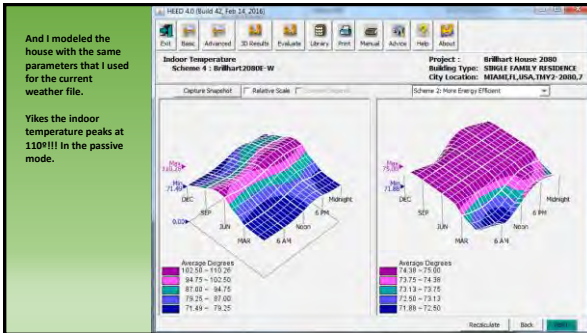 And I modeled the
house with the same
parameters that I used
for the current
weather file.
Yikes the indoor
temperature peaks at
110º!!! In the passive
mode.
HEED 4.0 (Build 42, Feb 14, 2016)
Exit Basic Advanced 3D Results Evaluate Library Print Manual Advice Help About
Indoor Temperature
Scheme 4 : Brillhart2080E-W
Project : Brillhart House 2080
Building Type: SINGLE FAMILY RESIDENCE
City Location: MIAMI,FL,USA,TMY2-2080,7
Capture Snapshot Relative Scale
Scheme 2: More Energy Efficient
Max
110.26
Min
71.49
0.00
DEC
SEP
JUN
MAR
6 AM
Noon
6 PM
Midnight
Average Degrees
102.50 ~ 110.26
94.75 ~ 102.50
87.00 ~ 94.75
79.25 ~ 87.00
71.49 ~ 79.25
Max
75.00
Min
71.88
DEC
SEP
JUN
MAR
6 AM
Noon
6 PM
Midnight
Average Degrees
74.38 ~ 75.00
73.75 ~ 74.38
73.13 ~ 73.75
72.50 ~ 73.13
71.88 ~ 72.50
Recalculate Back